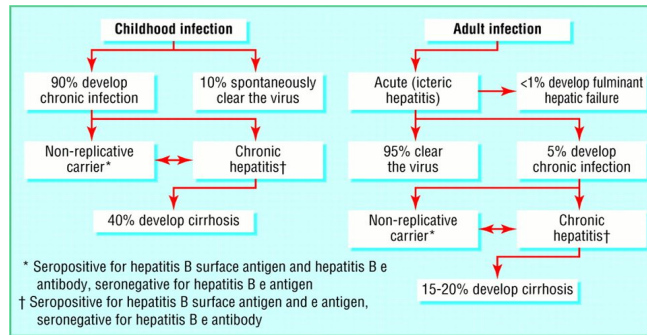 Childhood infection
90% develop
chronic infection
10% spontaneously
clear the virus
Non-replicative
carrier*
Chronic
hepatitis†
40% develop cirrhosis
Adult infection
Acute (icteric
hepatitis)
<1% develop fulminant
hepatic failure
95% clear
the virus
5% develop
chronic infection
Non-replicative
carrier*
Chronic
hepatitis†
15-20% develop cirrhosis
* Seropositive for hepatitis B surface antigen and hepatitis B e
antibody, seronegative for hepatitis B e antigen
† Seropositive for hepatitis B surface antigen and e antigen,
seronegative for hepatitis B e antibody